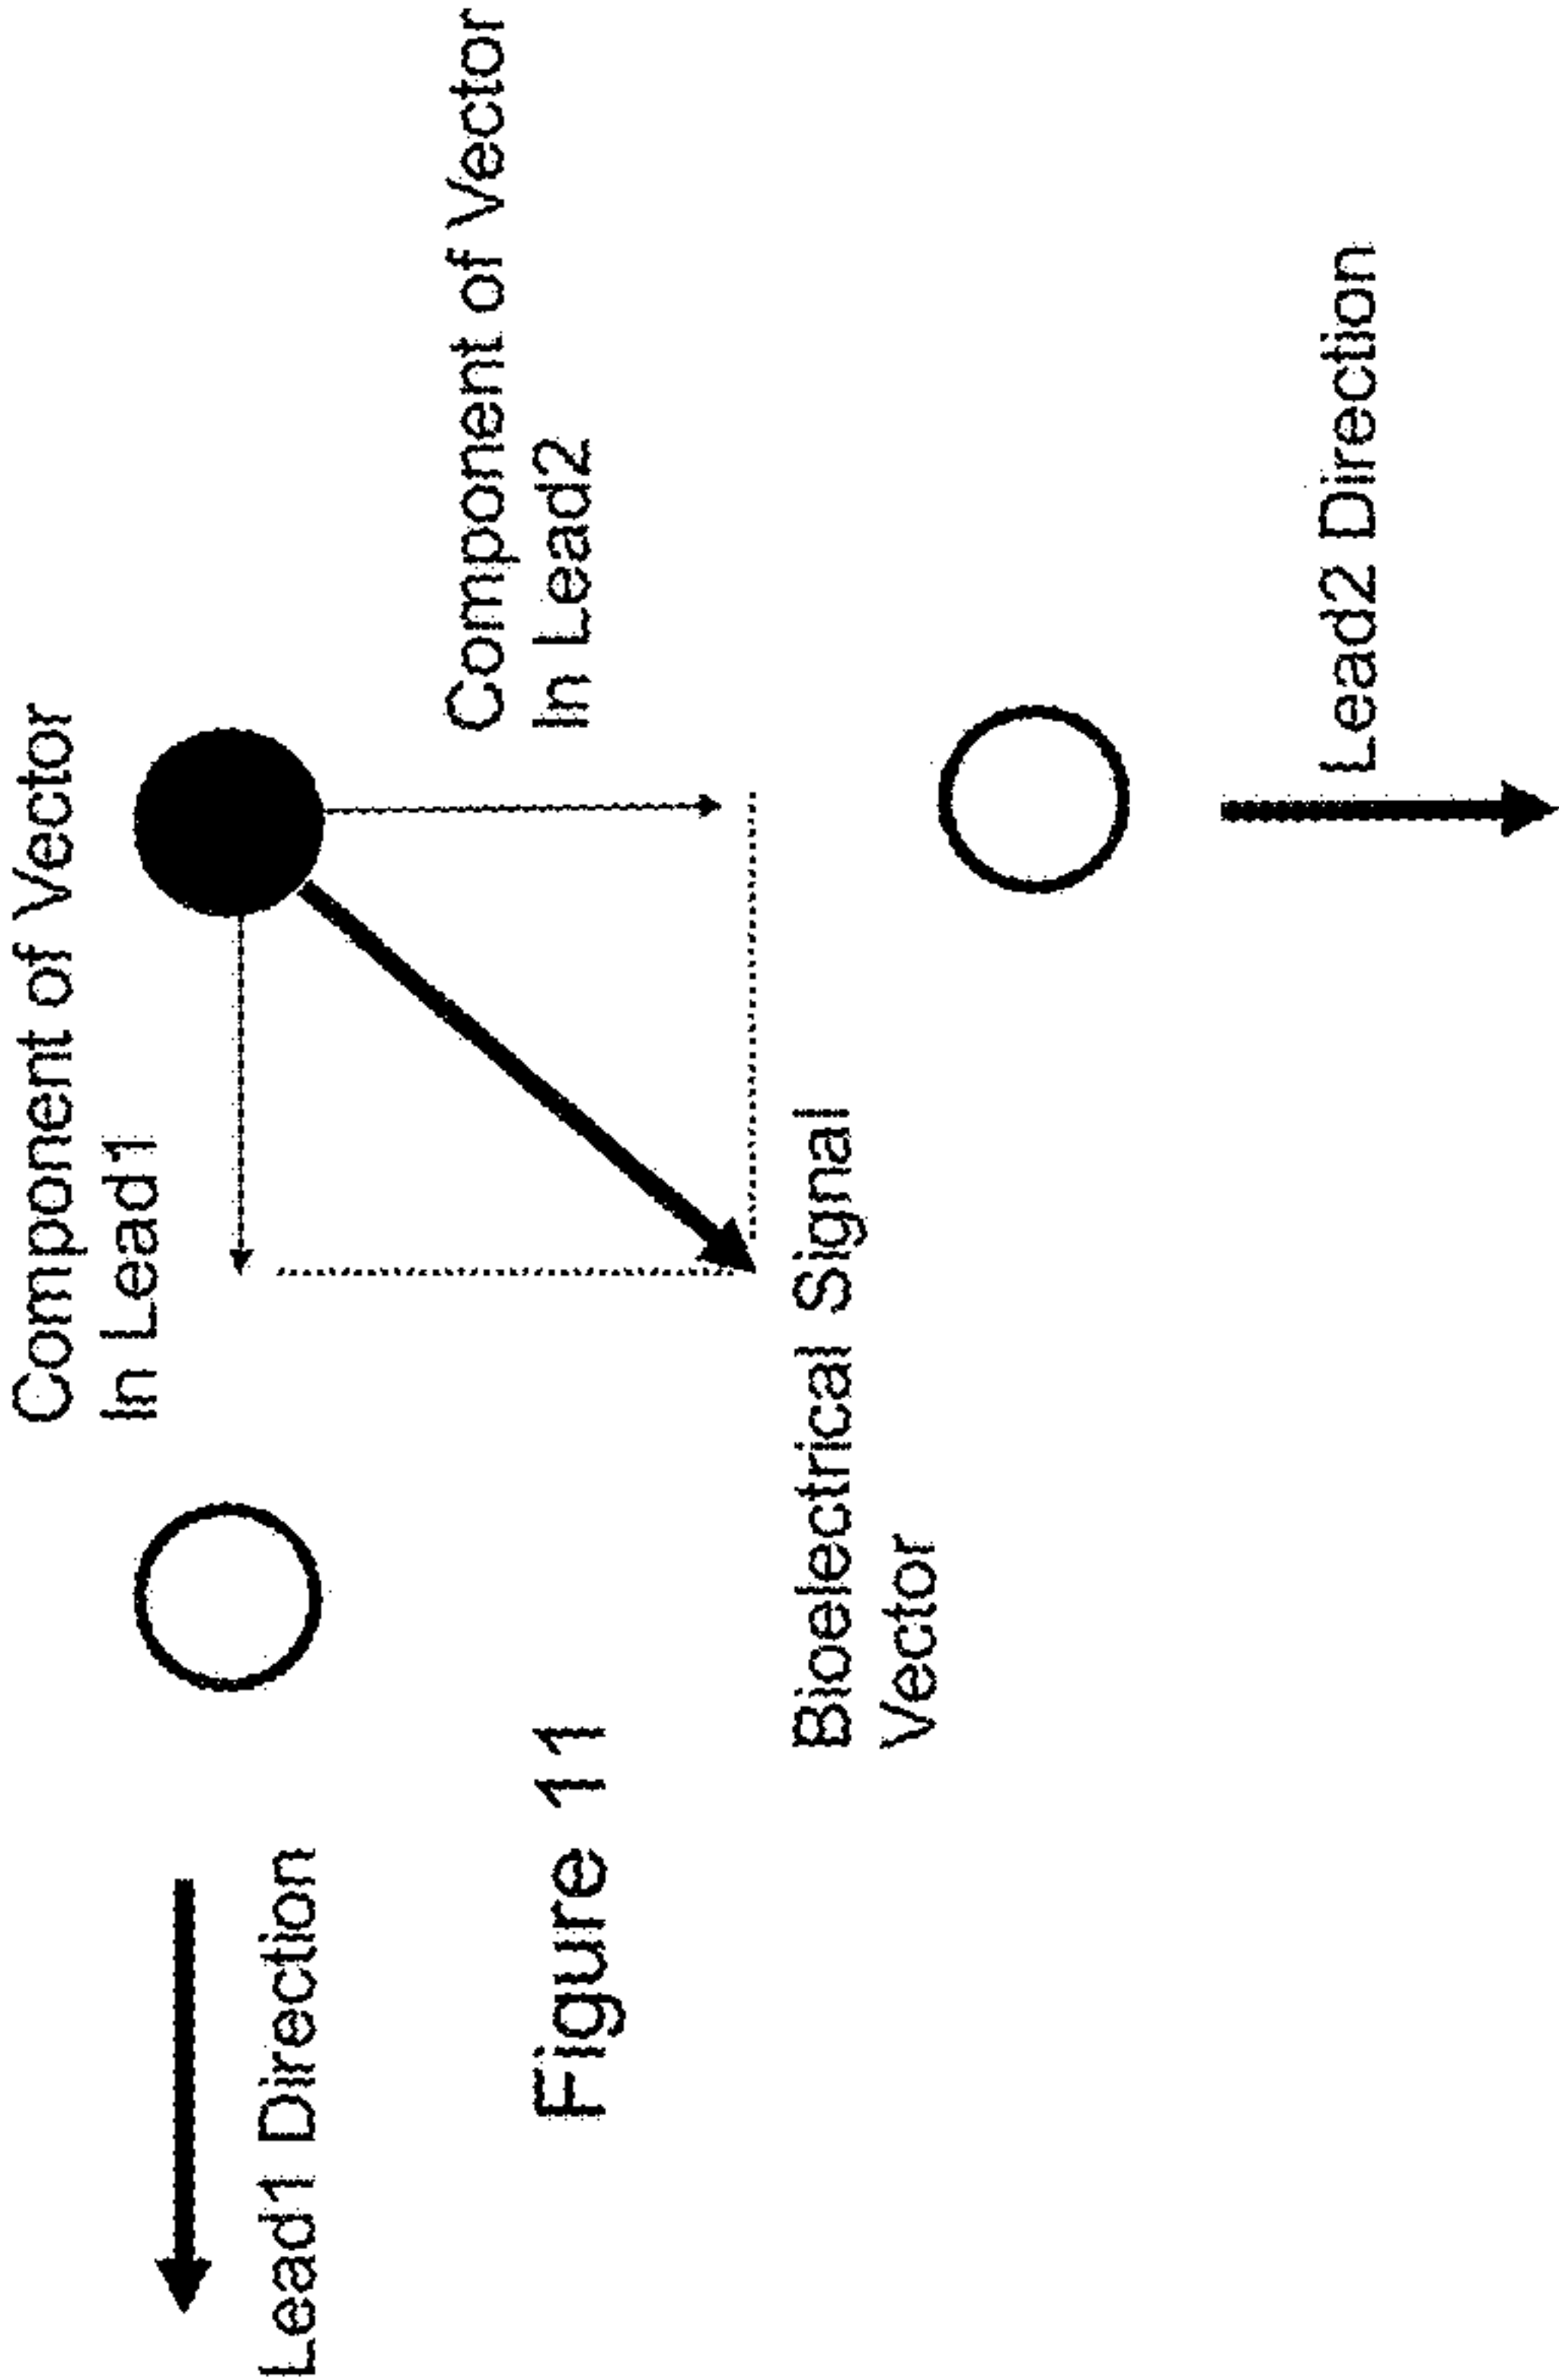 Component of Vector
In Lead1
Component of Vector
In Lead2
Lead1 Direction
Figure 11
Bioelectrical Signal
Vector
Lead2 Direction